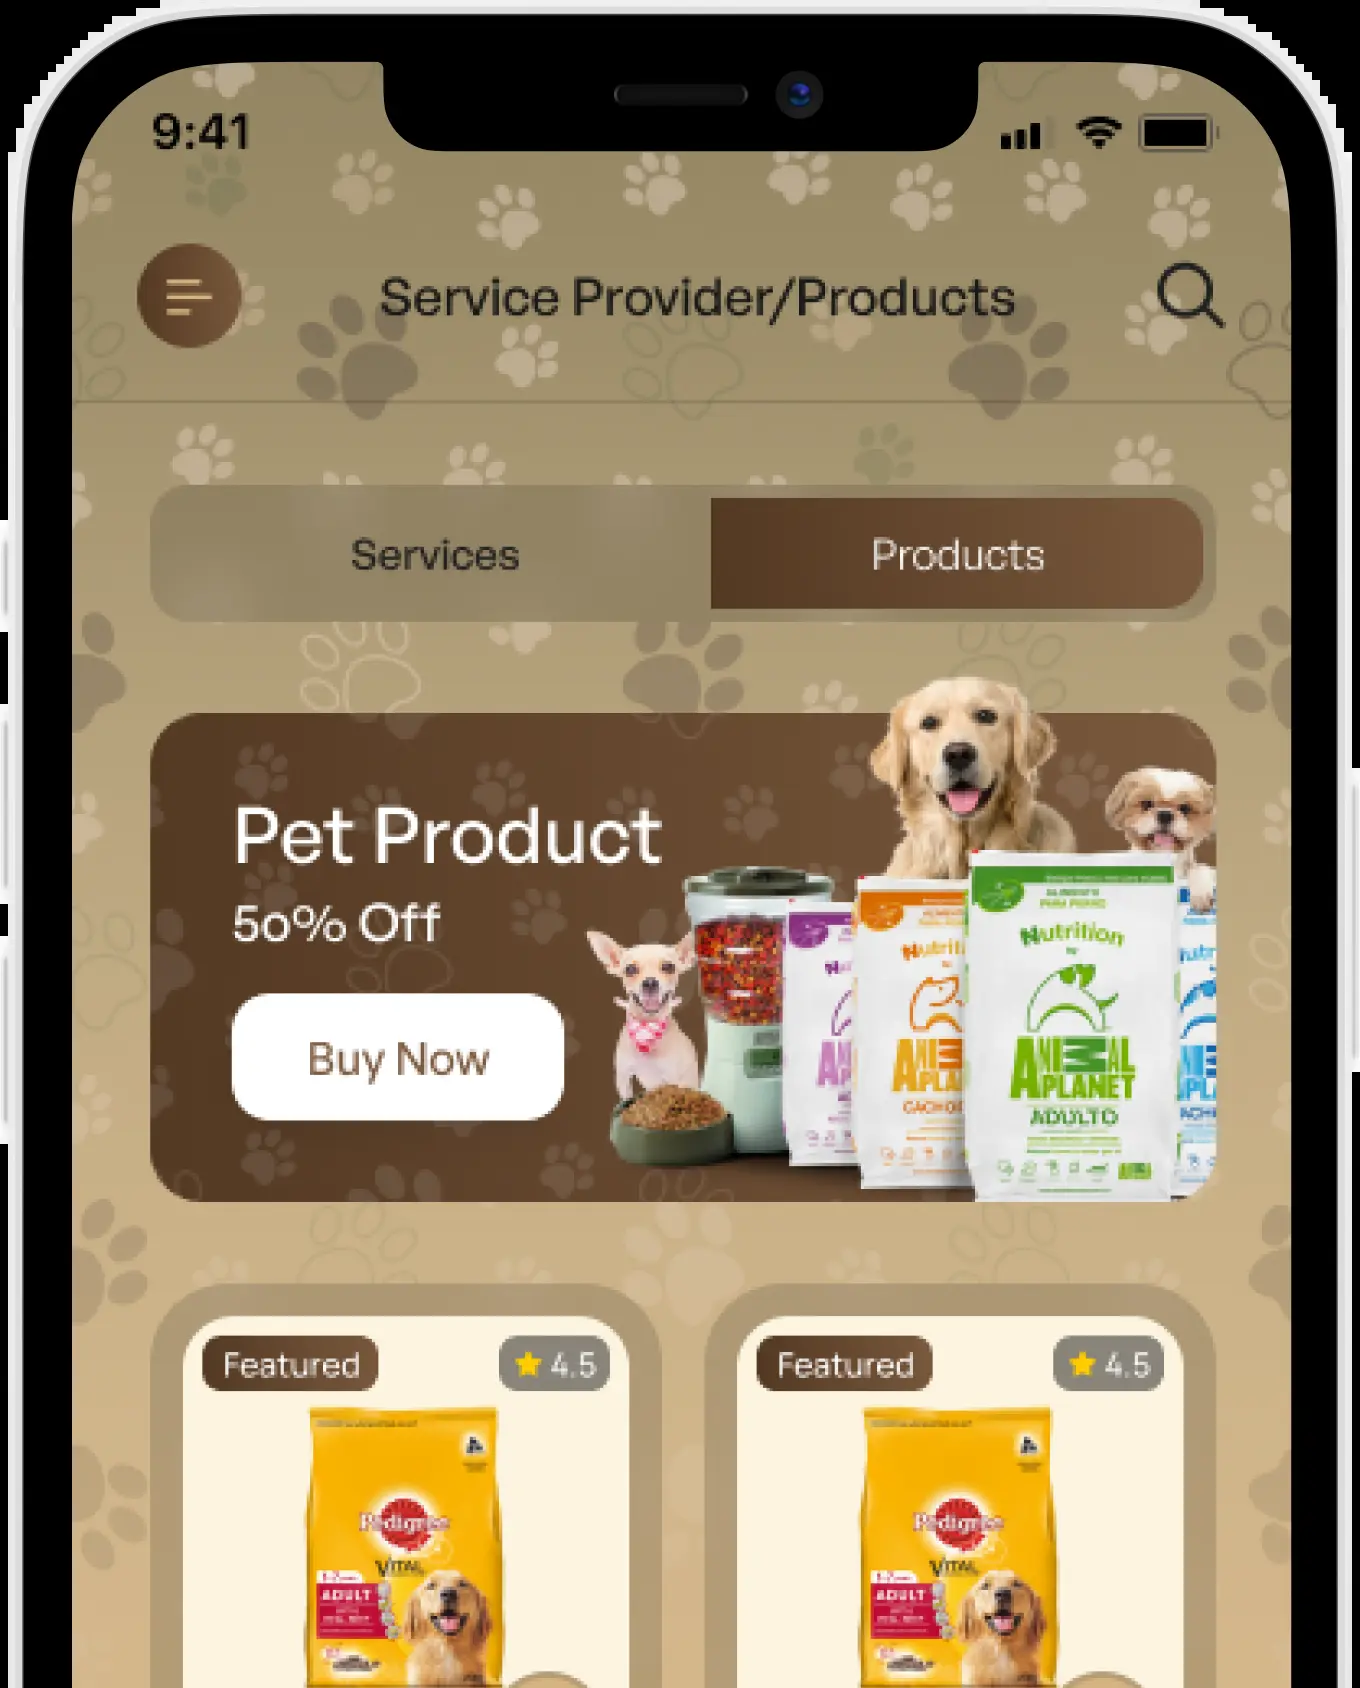 9:41
Service Provider/Products
Services
Products
Pet Product
50% Off
Buy Now
Nutrition
ANIMAL
PLANET
ADULTO
Featured
4.5
Featured
4.5
Pedigree
VITAL
ADULT
Pedigree
VITAL
ADULT